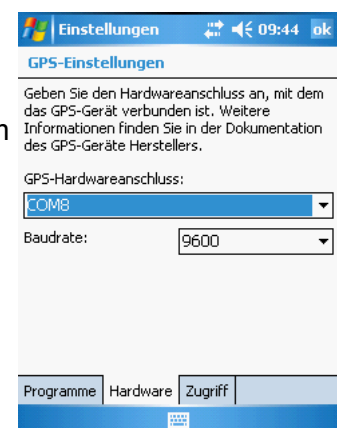 Einstellungen 09:44 ok
GPS-Einstellungen
Geben Sie den Hardwareanschluss an, mit dem
das GPS-Gerät verbunden ist. Weitere
Informationen finden Sie in der Dokumentation
des GPS-Geräte Herstellers.
GPS-Hardwareanschluss:
COM8
Baudrate: 9600
Programme Hardware Zugriff